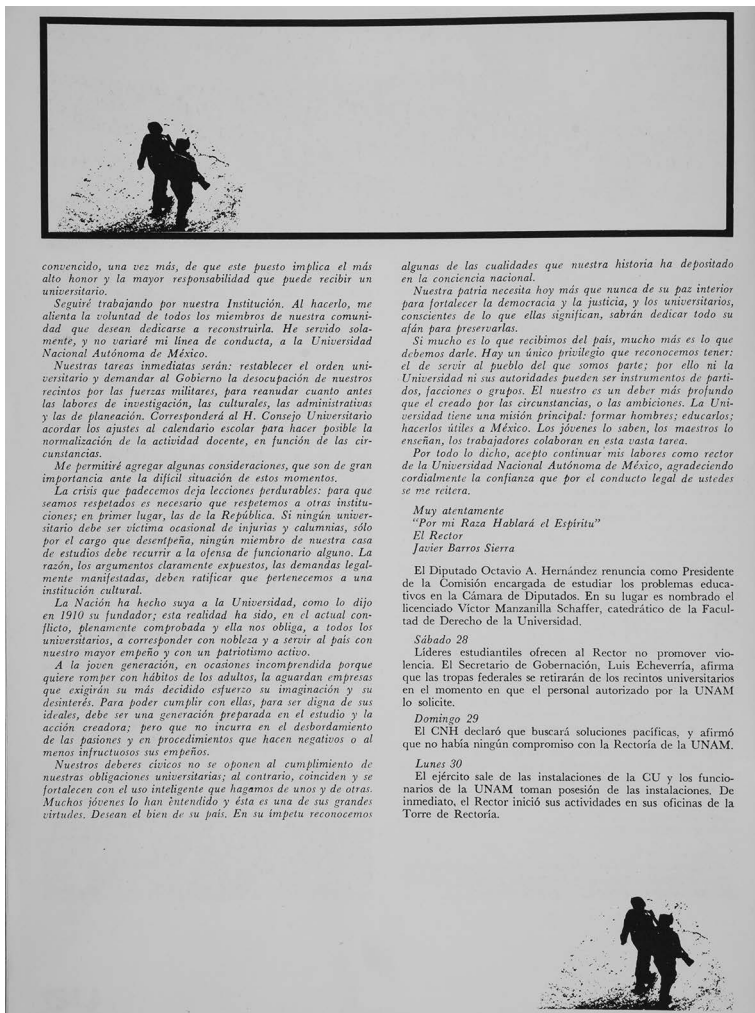 convencido, una vez más, de que este puesto implica el más
alto honor y la mayor responsabilidad que puede recibir un
universitario.
Seguiré trabajando por nuestra Institución. Al hacerlo, me
alienta la voluntad de todos los miembros de nuestra comuni-
dad que desean dedicarse a reconstruirla. He servido sola-
mente, y no variaré mi línea de conducta, a la Universidad
Nacional Autónoma de México.
Nuestras tareas inmediatas serán: restablecer el orden uni-
versitario y demandar al Gobierno la desocupación de nuestros
recintos por las fuerzas militares, para reanudar cuanto antes
las labores de investigación, las culturales, las administrativas
y las de planeación. Corresponderá al H. Consejo Universitario
acordar los ajustes al calendario escolar para hacer posible la
normalización de la actividad docente, en función de las cir-
cunstancias.
Me permitiré agregar algunas consideraciones, que son de gran
importancia ante la difícil situación de estos momentos.
La crisis que padecemos deja lecciones perdurables: para que
seamos respetados es necesario que respetemos a otras institu-
ciones; en primer lugar, las de la República. Si ningún univer-
sitario debe ser víctima ocasional de injurias y calumnias, sólo
por el cargo que desempeña, ningún miembro de nuestra casa
de estudios debe recurrir a la ofensa de funcionario alguno. La
razón, los argumentos claramente expuestos, las demandas legal-
mente manifestadas, deben ratificar que pertenecemos a una
institución cultural.
La Nación ha hecho suya a la Universidad, como lo dijo
en 1910 su fundador; esta realidad ha sido, en el actual con-
flicto, plenamente comprobada y ella nos obliga, a todos los
universitarios, a corresponder con nobleza y a servir al país con
nuestro mayor empeño y con un patriotismo activo.
A la joven generación, en ocasiones incomprendida porque
quiere romper con hábitos de los adultos, la aguardan empresas
que exigirán su más decidido esfuerzo su imaginación y su
desinterés. Para poder cumplir con ellas, para ser digna de sus
ideales, debe ser una generación preparada en el estudio y la
acción creadora; pero que no incurra en el desbordamiento
de las pasiones y en procedimientos que hacen negativos o al
menos infructuosos sus empeños.
Nuestros deberes cívicos no se oponen al cumplimiento de
nuestras obligaciones universitarias; al contrario, coinciden y se
fortalecen con el uso inteligente que hagamos de unos y de otras.
Muchos jóvenes lo han entendido y ésta es una de sus grandes
virtudes. Desean el bien de su país. En su ímpetu reconocemos
algunas de las cualidades que nuestra historia ha depositado
en la conciencia nacional.
Nuestra patria necesita hoy más que nunca de su paz interior
para fortalecer la democracia y la justicia, y los universitarios,
conscientes de lo que ellas significan, sabrán dedicar todo su
afán para preservarlas.
Si mucho es lo que recibimos del país, mucho más es lo que
debemos darle. Hay un único privilegio que reconocemos tener:
el de servir al pueblo del que somos parte; por ello ni la
Universidad ni sus autoridades pueden ser instrumentos de parti-
dos, facciones o grupos. El nuestro es un deber más profundo
que el creado por las circunstancias, o las ambiciones. La Uni-
versidad tiene una misión principal: formar hombres; educarlos;
hacerlos útiles a México. Los jóvenes lo saben, los maestros lo
enseñan, los trabajadores colaboran en esta vasta tarea.
Por todo lo dicho, acepto continuar mis labores como rector
de la Universidad Nacional Autónoma de México, agradeciendo
cordialmente la confianza que por el conducto legal de ustedes
se me reitera.
Muy atentamente
"Por mi Raza Hablará el Espíritu"
El Rector
Javier Barros Sierra
El Diputado Octavio A. Hernández renuncia como Presidente
de la Comisión encargada de estudiar los problemas educa-
tivos en la Cámara de Diputados. En su lugar es nombrado el
licenciado Víctor Manzanilla Schaffer, catedrático de la Facul-
tad de Derecho de la Universidad.
Sábado 28
Líderes estudiantiles ofrecen al Rector no promover vio-
lencia. El Secretario de Gobernación, Luis Echeverría, afirma
que las tropas federales se retirarán de los recintos universitarios
en el momento en que el personal autorizado por la UNAM
lo solicite.
Domingo 29
El CNH declaró que buscará soluciones pacíficas, y afirmó
que no había ningún compromiso con la Rectoría de la UNAM.
Lunes 30
El ejército sale de las instalaciones de la CU y los funcio-
narios de la UNAM toman posesión de las instalaciones. De
inmediato, el Rector inició sus actividades en sus oficinas de la
Torre de Rectoría.